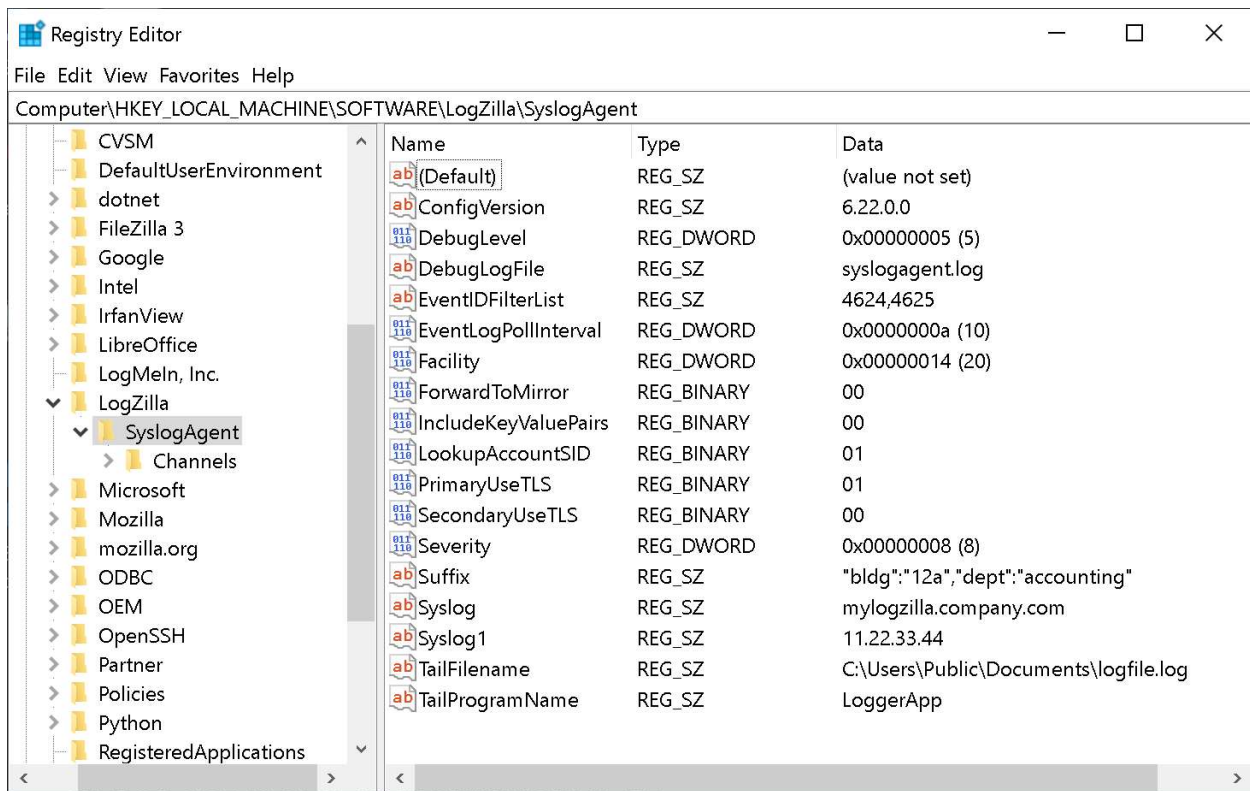 Registry Editor
File Edit View Favorites Help
Computer\HKEY_LOCAL_MACHINE\SOFTWARE\LogZilla\SyslogAgent
CVSM
DefaultUserEnvironment
dotnet
FileZilla 3
Google
Intel
IrfanView
LibreOffice
LogMeIn, Inc.
LogZilla
SyslogAgent
Channels
Microsoft
Mozilla
mozilla.org
ODBC
OEM
OpenSSH
Partner
Policies
Python
RegisteredApplications
Name Type Data
(Default) REG_SZ (value not set)
ConfigVersion REG_SZ 6.22.0.0
DebugLevel REG_DWORD 0x00000005 (5)
DebugLogFile REG_SZ syslogagent.log
EventIDFilterList REG_SZ 4624,4625
EventLogPollInterval REG_DWORD 0x0000000a (10)
Facility REG_DWORD 0x00000014 (20)
ForwardToMirror REG_BINARY 00
IncludeKeyValuePairs REG_BINARY 00
LookupAccountSID REG_BINARY 01
PrimaryUseTLS REG_BINARY 01
SecondaryUseTLS REG_BINARY 00
Severity REG_DWORD 0x00000008 (8)
Suffix REG_SZ "bldg":"12a","dept":"accounting"
Syslog REG_SZ mylogzilla.company.com
Syslog1 REG_SZ 11.22.33.44
TailFilename REG_SZ C:\Users\Public\Documents\logfile.log
TailProgramName REG_SZ LoggerApp